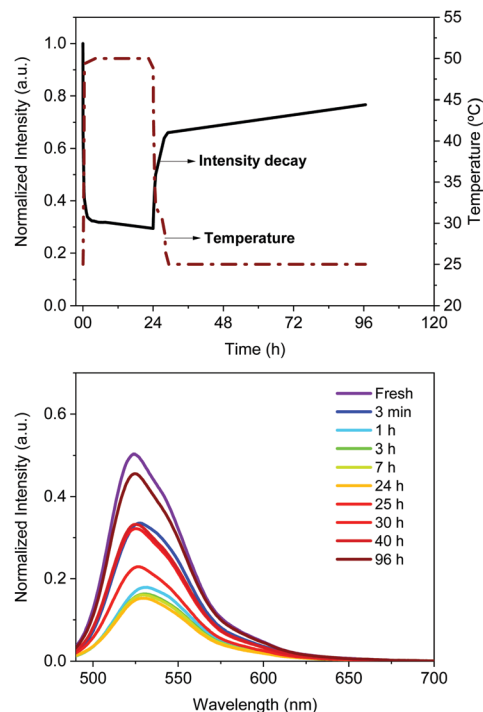 Normalized Intensity (a.u.)
1.0
0.8
0.6
0.4
0.2
0.0
55
50
45
40
35
30
25
20
Temperature (ºC)
Intensity decay
Temperature
00 24 48 72 96 120
Time (h)
Normalized Intensity (a.u.)
0.6
0.4
0.2
0.0
Fresh
3 min
1 h
3 h
7 h
24 h
25 h
30 h
40 h
96 h
500 550 600 650 700
Wavelength (nm)